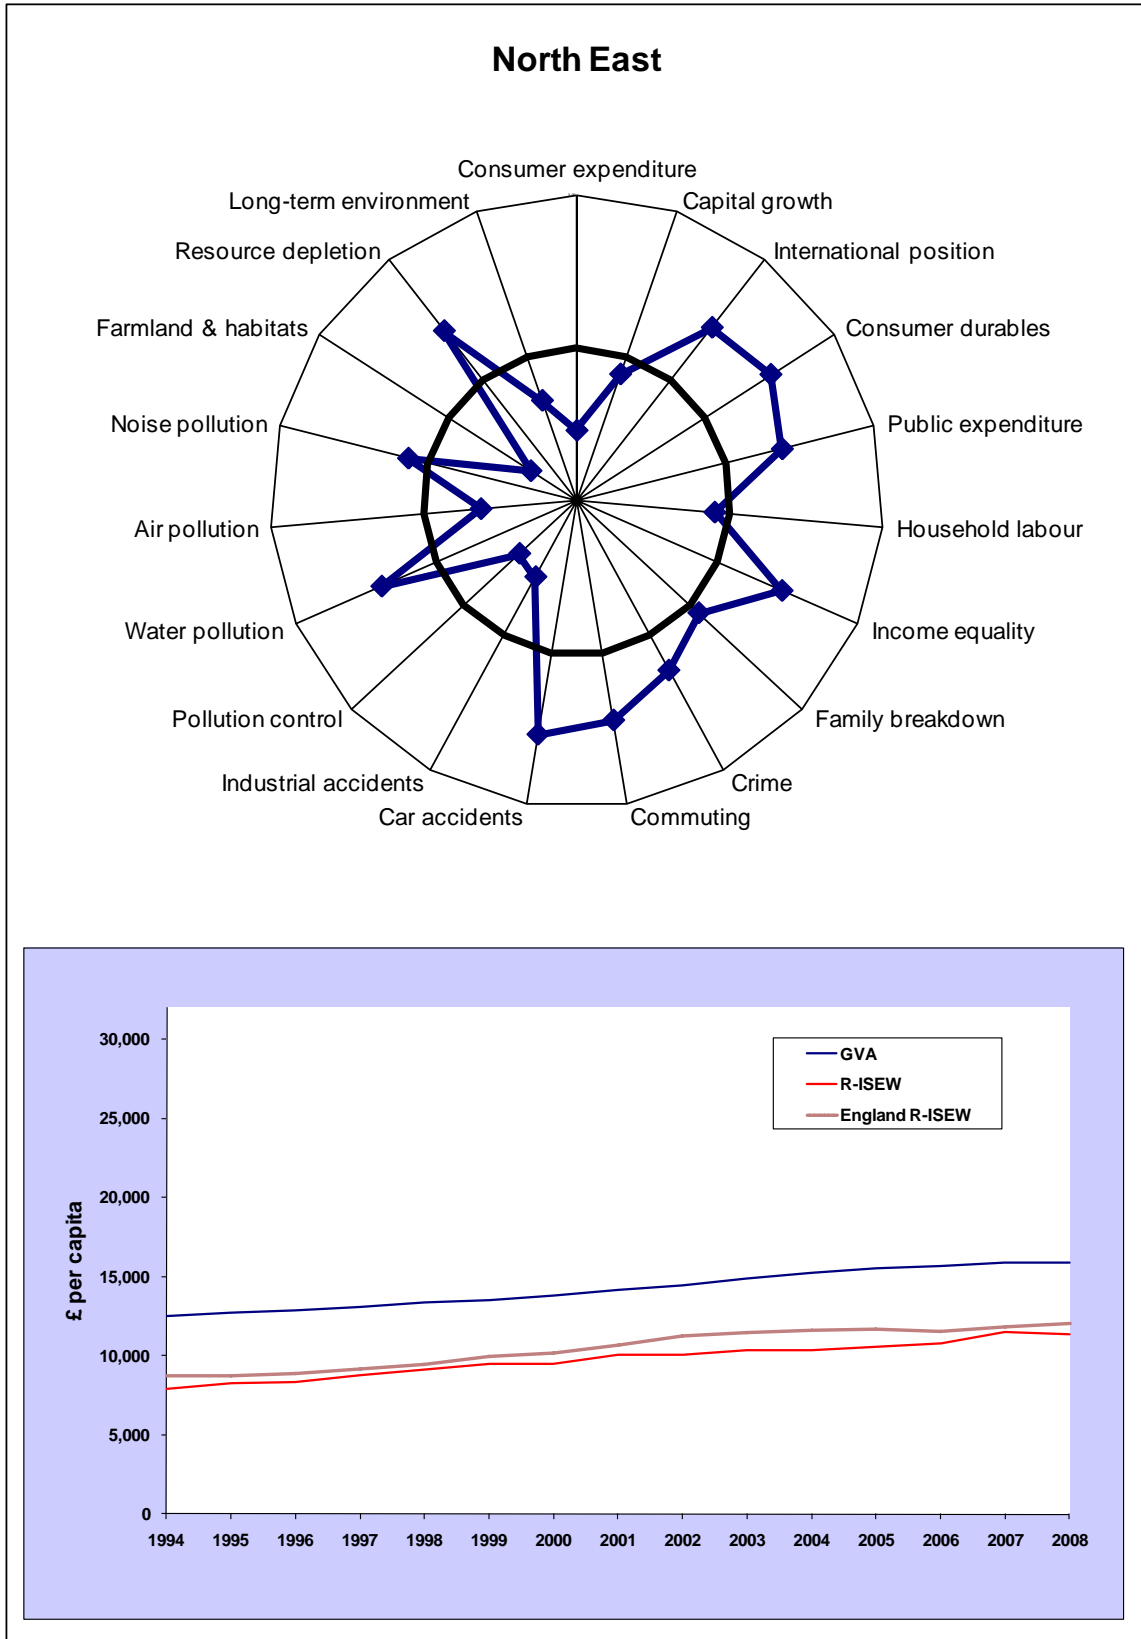 North East
Consumer expenditure
Long-term environment
Capital growth
Resource depletion
International position
Farmland & habitats
Consumer durables
Noise pollution
Public expenditure
Air pollution
Household labour
Water pollution
Income equality
Pollution control
Family breakdown
Industrial accidents
Crime
Car accidents
Commuting
30,000
25,000
20,000
15,000
10,000
5,000
0
£ per capita
GVA
R-ISEW
England R-ISEW
1994 1995 1996 1997 1998 1999 2000 2001 2002 2003 2004 2005 2006 2007 2008